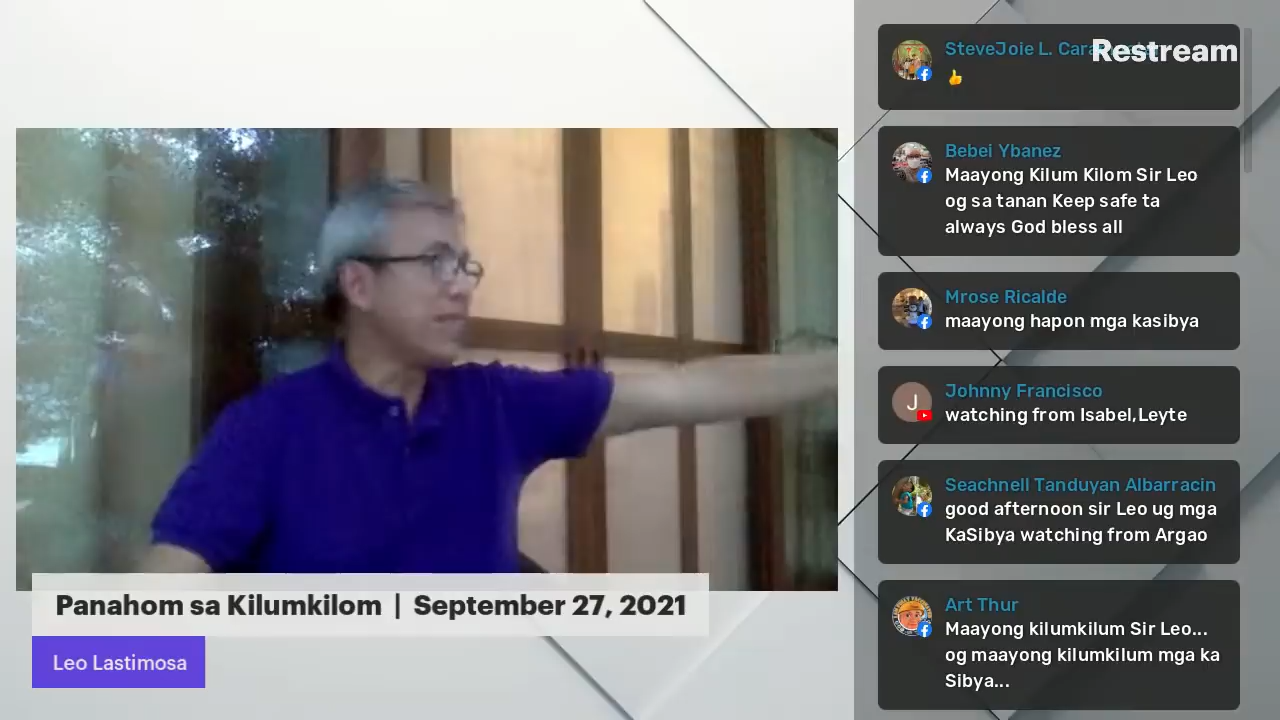 Restream
SteveJoie L.
👍
Bebei Ybanez
Maayong Kilum Kilom Sir Leo
og sa tanan Keep safe ta
always God bless all
Mrose Ricalde
maayong hapon mga kasibya
J
Johnny Francisco
watching from Isabel,Leyte
Seachnell Tanduyan Albarracin
good afternoon sir Leo ug mga
KaSibya watching from Argao
Art Thur
Maayong kilumkilum Sir Leo...
og maayong kilumkilum mga ka
Sibya...
Panahom sa Kilumkilom | September 27, 2021
Leo Lastimosa